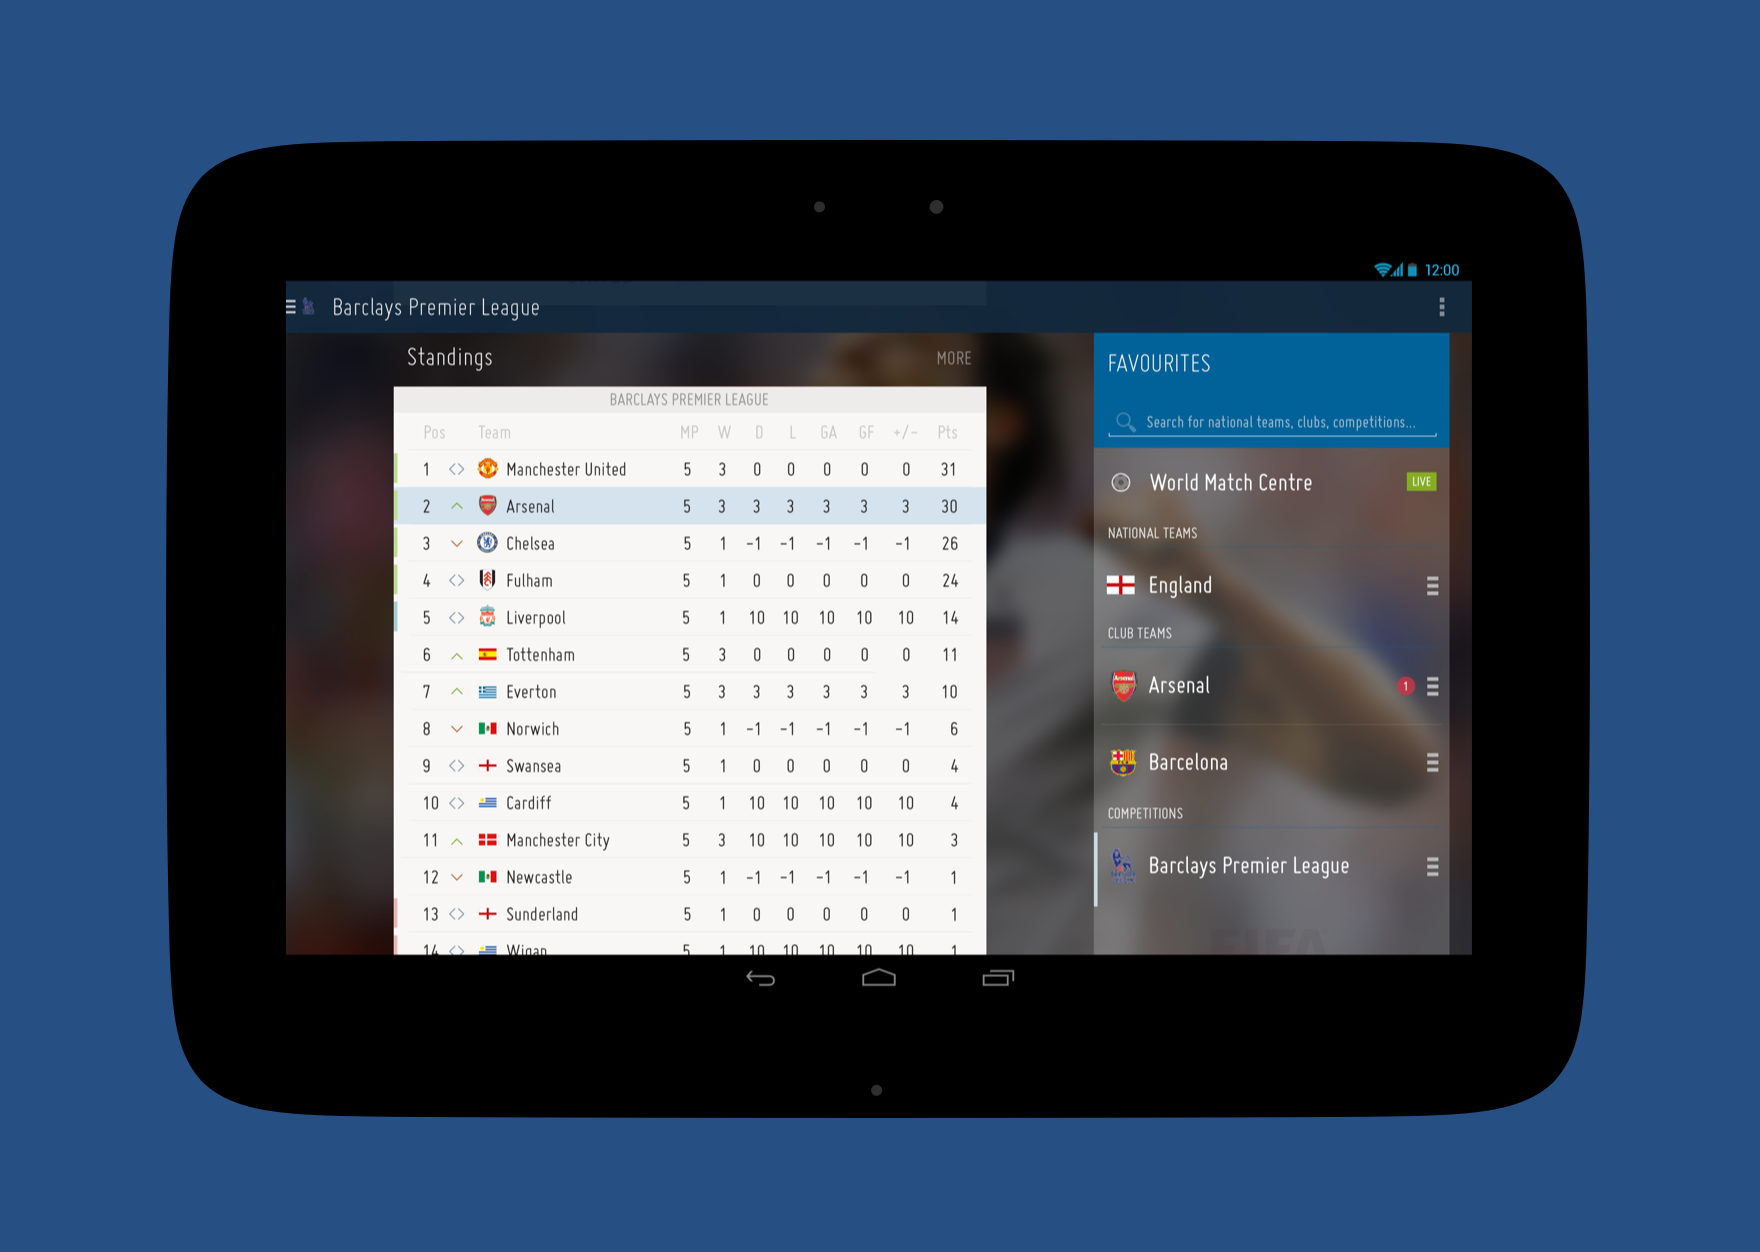 12:00
Barclays Premier League
Standings
MORE
BARCLAYS PREMIER LEAGUE
Pos Team MP W D L GA GF +/- Pts
1 Manchester United 5 3 0 0 0 0 0 31
2 Arsenal 5 3 3 3 3 3 3 30
3 Chelsea 5 1 -1 -1 -1 -1 -1 26
4 Fulham 5 1 0 0 0 0 0 24
5 Liverpool 5 1 10 10 10 10 10 14
6 Tottenham 5 3 0 0 0 0 0 11
7 Everton 5 3 3 3 3 3 3 10
8 Norwich 5 1 -1 -1 -1 -1 -1 6
9 Swansea 5 1 0 0 0 0 0 4
10 Cardiff 5 1 10 10 10 10 10 4
11 Manchester City 5 3 10 10 10 10 10 3
12 Newcastle 5 1 -1 -1 -1 -1 -1 1
13 Sunderland 5 1 0 0 0 0 0 1
14 Wigan 5 1 10 10 10 10 10 1
FAVOURITES
Search for national teams, clubs, competitions...
World Match Centre LIVE
NATIONAL TEAMS
England
CLUB TEAMS
Arsenal 1
Barcelona
COMPETITIONS
Barclays Premier League
FIFA